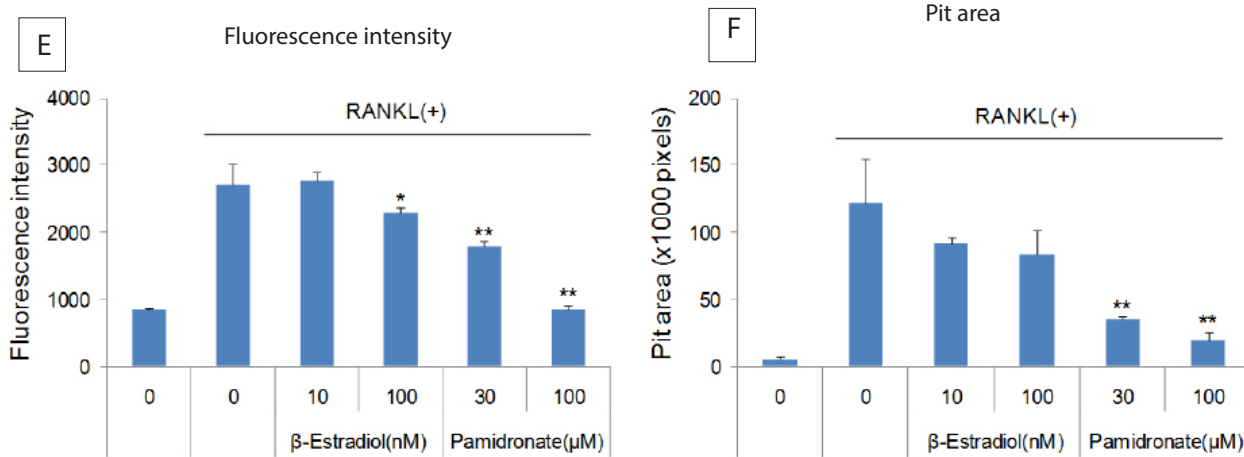 E
Fluorescence intensity
Fluorescence intensity
4000
3000
2000
1000
0
RANKL(+)
*
**
**
0 0 10 100 30 100
β-Estradiol(nM) Pamidronate(µM)
F
Pit area
Pit area (x1000 pixels)
200
150
100
50
0
RANKL(+)
**
**
0 0 10 100 30 100
β-Estradiol(nM) Pamidronate(µM)